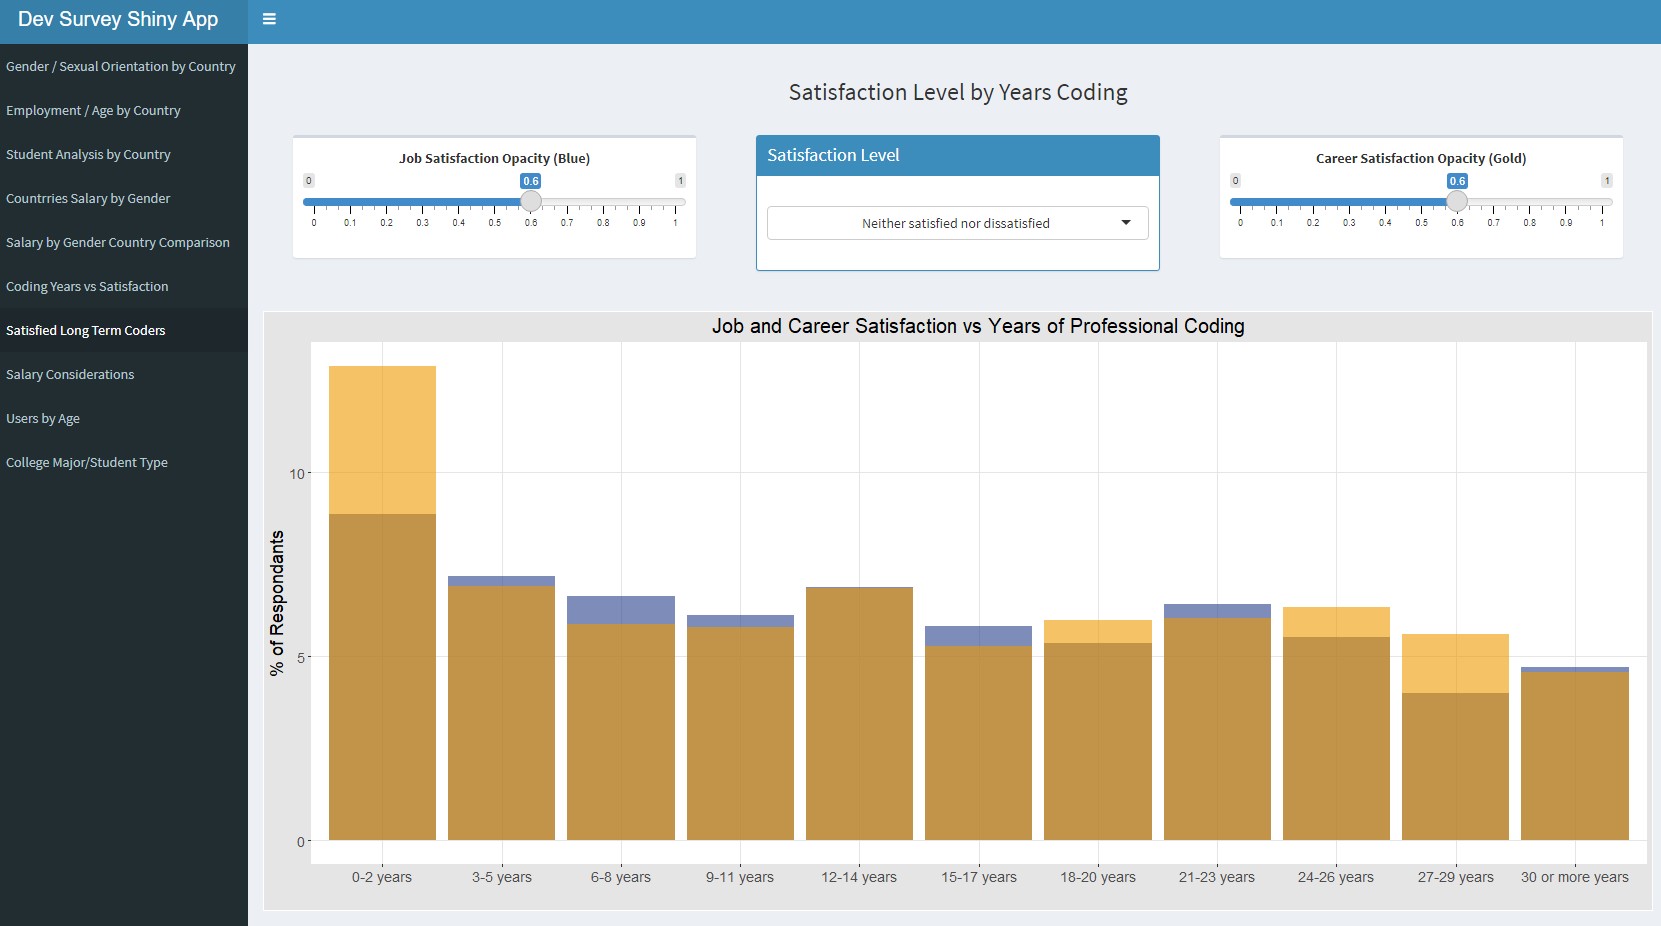 Dev Survey Shiny App
Gender / Sexual Orientation by Country
Employment / Age by Country
Student Analysis by Country
Countrries Salary by Gender
Salary by Gender Country Comparison
Coding Years vs Satisfaction
Satisfied Long Term Coders
Salary Considerations
Users by Age
College Major/Student Type
Satisfaction Level by Years Coding
Job Satisfaction Opacity (Blue)
0 0.6 1
0 0.1 0.2 0.3 0.4 0.5 0.6 0.7 0.8 0.9 1
Satisfaction Level
Neither satisfied nor dissatisfied
Career Satisfaction Opacity (Gold)
0 0.6 1
0 0.1 0.2 0.3 0.4 0.5 0.6 0.7 0.8 0.9 1
Job and Career Satisfaction vs Years of Professional Coding
% of Respondants
10
5
0
0-2 years 3-5 years 6-8 years 9-11 years 12-14 years 15-17 years 18-20 years 21-23 years 24-26 years 27-29 years 30 or more years